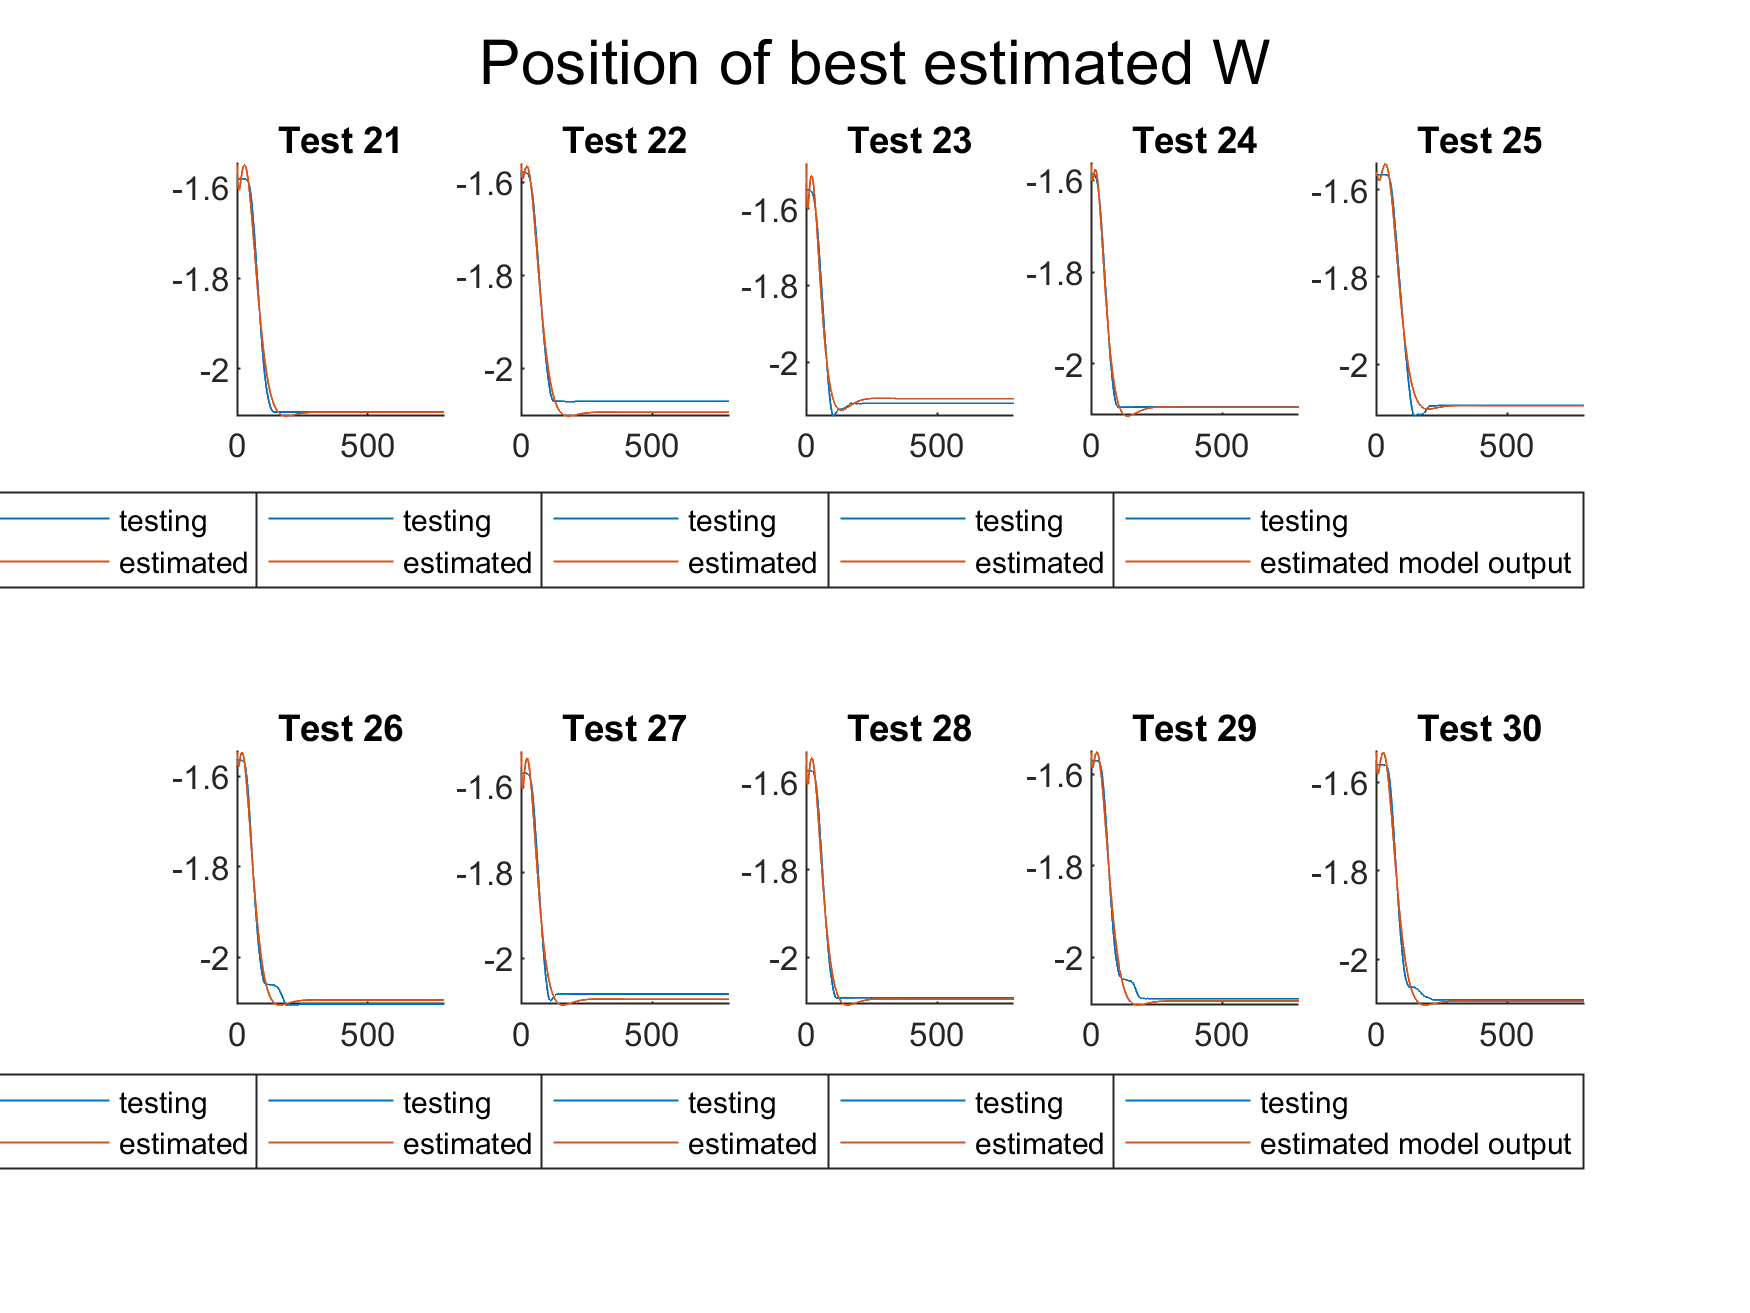 Position of best estimated W
Test 21 Test 22 Test 23 Test 24 Test 25
-1.6 -1.6 -1.6 -1.6 -1.6
-1.8 -1.8 -1.8 -1.8 -1.8
-2 -2 -2 -2 -2
0 500 0 500 0 500 0 500 0 500
testing testing testing testing testing
estimated estimated estimated estimated estimated model output
Test 26 Test 27 Test 28 Test 29 Test 30
-1.6 -1.6 -1.6 -1.6 -1.6
-1.8 -1.8 -1.8 -1.8 -1.8
-2 -2 -2 -2 -2
0 500 0 500 0 500 0 500 0 500
testing testing testing testing testing
estimated estimated estimated estimated estimated model output